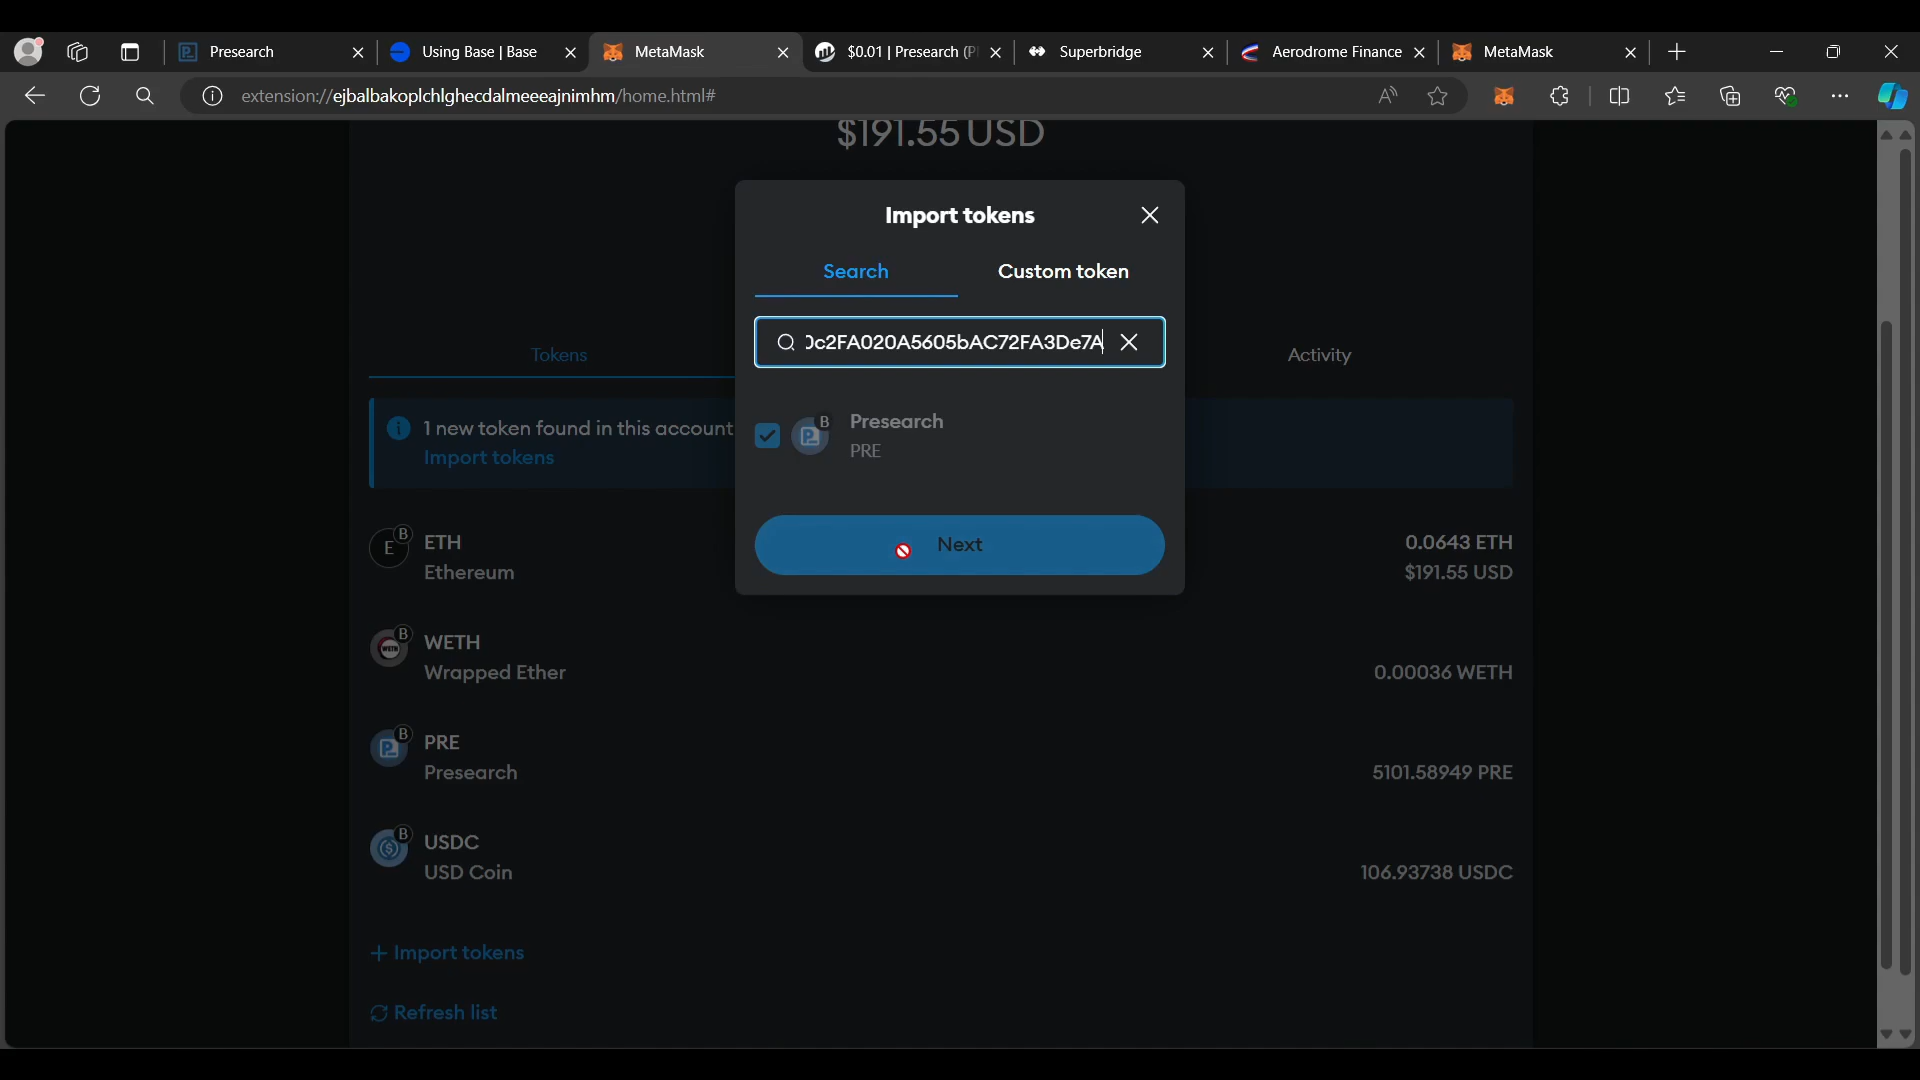 Presearch
Using Base | Base
MetaMask
$0.01 | Presearch (P
Superbridge
Aerodrome Finance
MetaMask
extension://ejbalbakoplchlghecdalmeeeajnimhm/home.html#
$191.55 USD
Import tokens
Search
Custom token
c2FA020A5605bAC72FA3De7A
Presearch
B
PRE
Next
Tokens
Activity
1 new token found in this account
Import tokens
B
E
ETH
Ethereum
0.0643 ETH
$191.55 USD
B
WETH
WETH
Wrapped Ether
0.00036 WETH
B
PRE
Presearch
5101.58949 PRE
B
USDC
USD Coin
106.93738 USDC
+ Import tokens
Refresh list